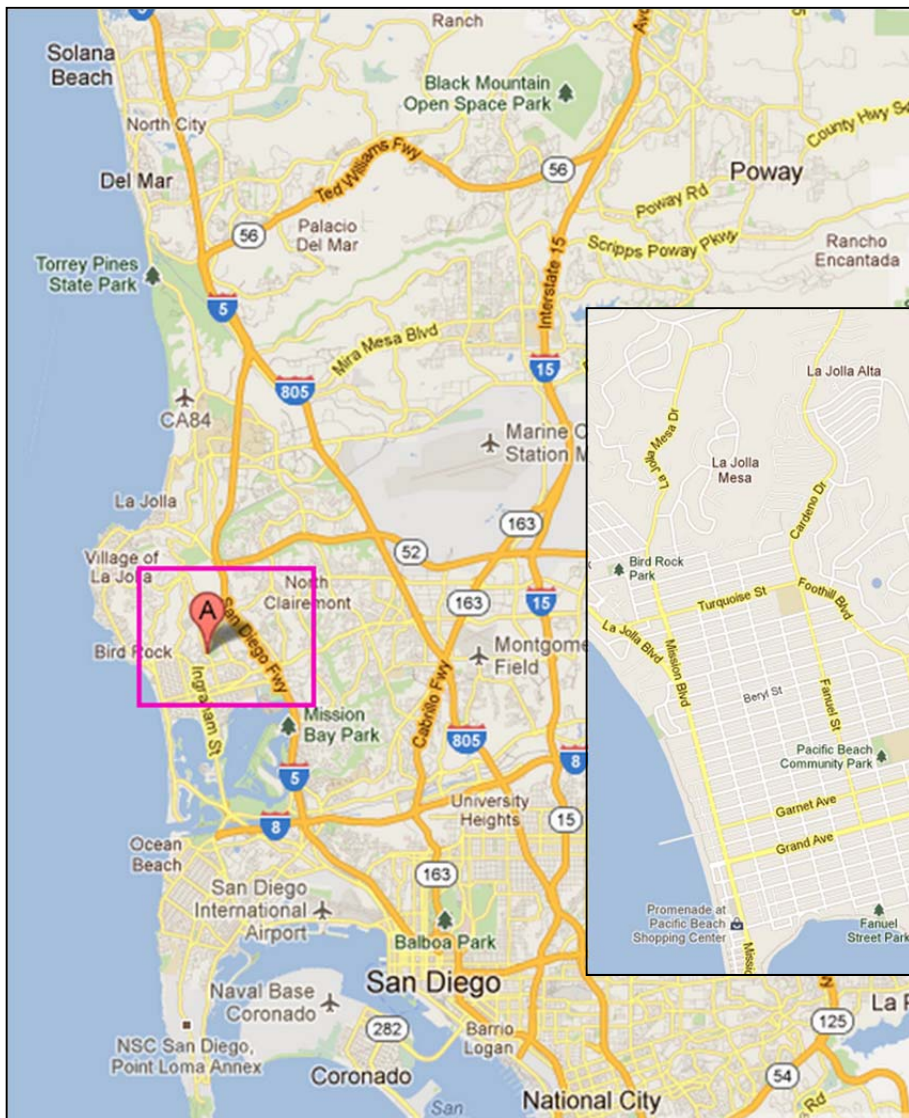 Ranch
Solana
Beach
Black Mountain
Open Space Park
North City
County Hwy
Del Mar
Ted Williams Fwy
56
56
Poway
Poway Rd
56
Palacio
Del Mar
Scripps Poway Pkwy
Rancho
Encantada
Torrey Pines
State Park
Interstate 15
5
Mira Mesa Blvd
805
15
CA84
Marine
Station
La Jolla
163
52
Village of
La Jolla
North
Clairemont
163
15
A
San Diego Fwy
Bird Rock
Ingraham St
Montgome
Field
Cabrillo Fwy
Mission
Bay Park
805
5
8
University
Heights
8
15
Ocean
Beach
163
San Diego
International
Airport
Balboa Park
San Diego
Naval Base
Coronado
282
Barrio
Logan
NSC San Diego,
Point Loma Annex
Coronado
125
54
National City
Rd
San
La Jolla Alta
La Jolla Mesa Dr
La Jolla
Mesa
Cardeno Dr
Bird Rock
Park
Turquoise St
Foothill Blvd
La Jolla Blvd
Mission Blvd
Beryl St
Fanuel St
Pacific Beach
Community Park
Garnet Ave
Grand Ave
Promenade at
Pacific Beach
Shopping Center
Fanuel
Street Park